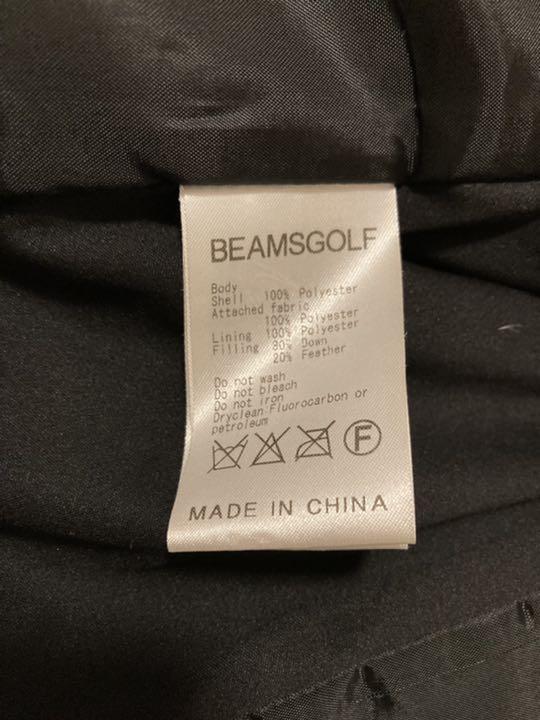 BEAMSGOLF
Body
Shell 100% Polyester
Attached fabric
100% Polyester
Lining 100% Polyester
Filling 80% Down
20% Feather
Do not wash
Do not bleach
Do not iron
Dryclean Fluorocarbon or
petroleum
F
MADE IN CHINA